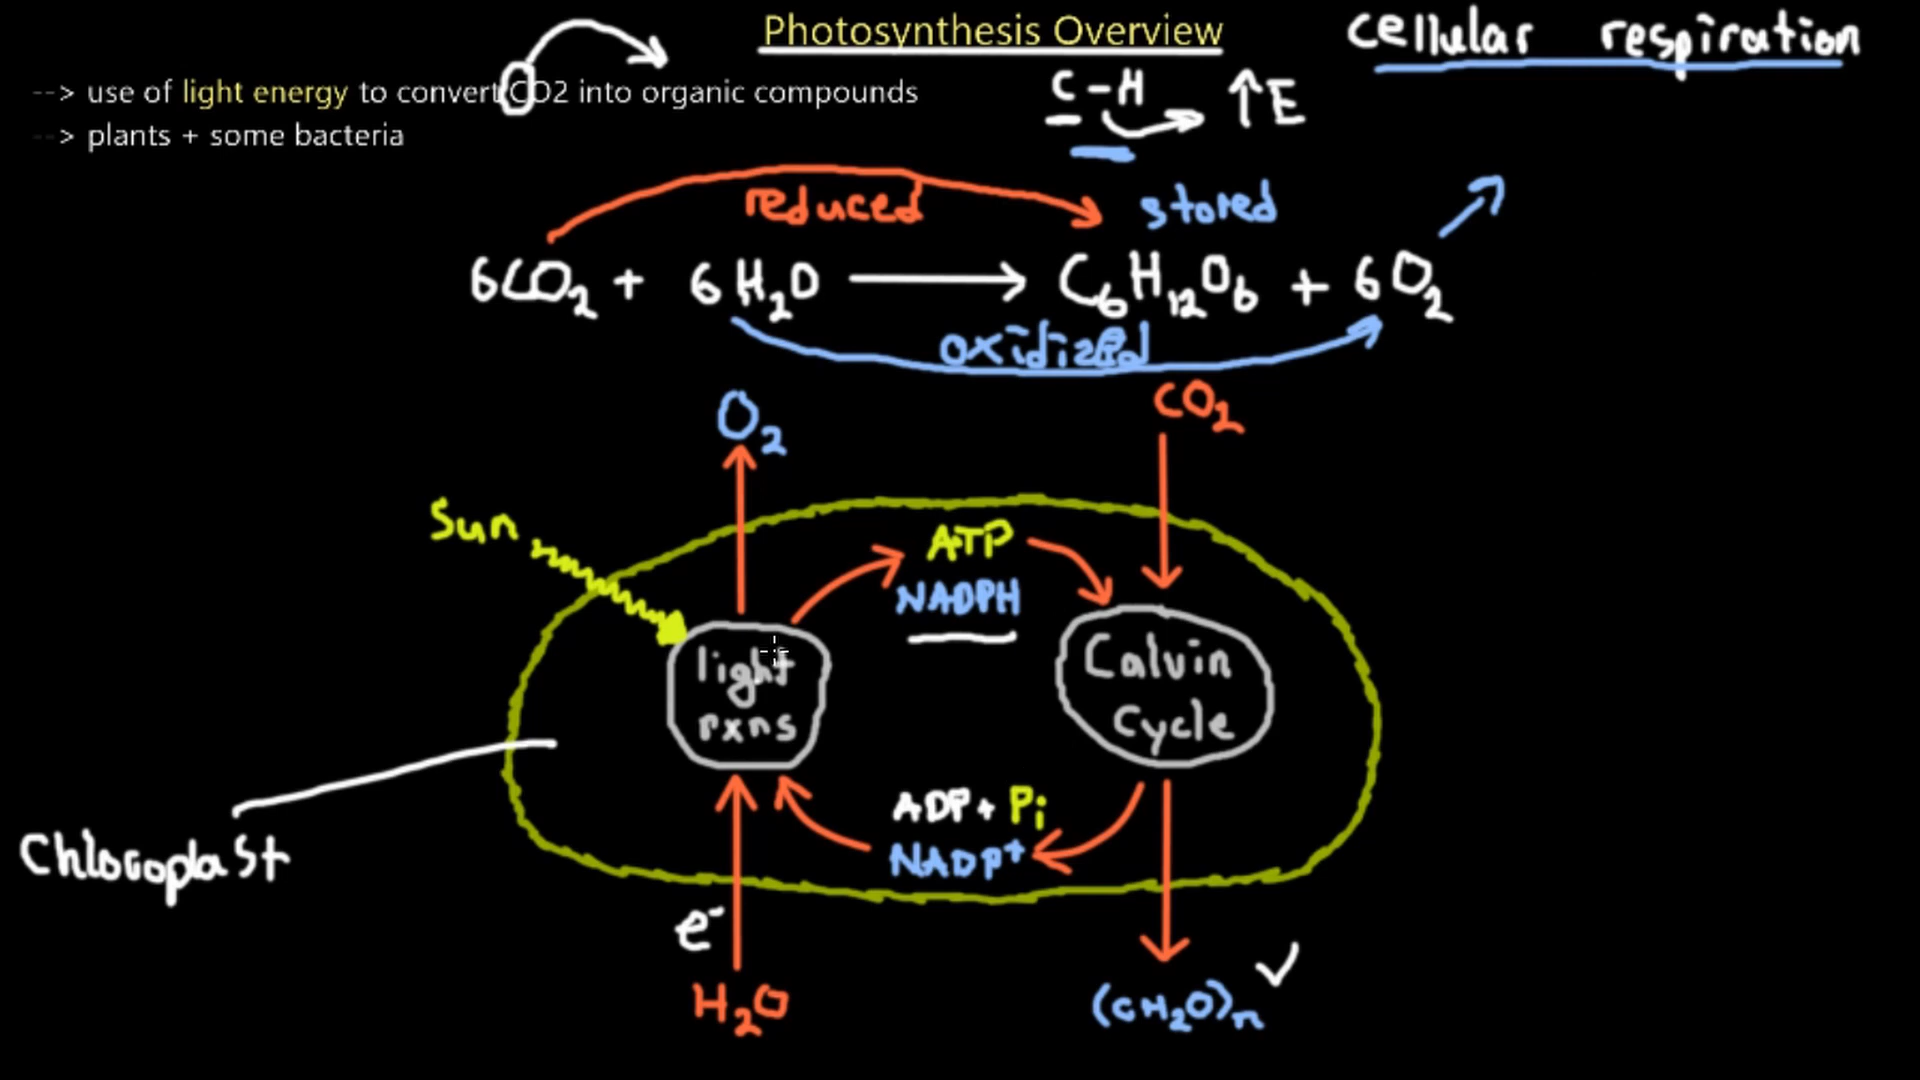 Photosynthesis Overview
cellular respiration
--> use of light energy to convert CO2 into organic compounds
--> plants + some bacteria
C-H → ↑E
reduced
stored
6CO₂ + 6H₂O → C₆H₁₂O₆ + 6O₂
oxidized
O₂
CO₂
Sun
ATP
NADPH
light
rxns
Calvin
Cycle
ADP + Pi
NADP⁺
Chloroplast
e⁻
H₂O
(CH₂O)n ✓